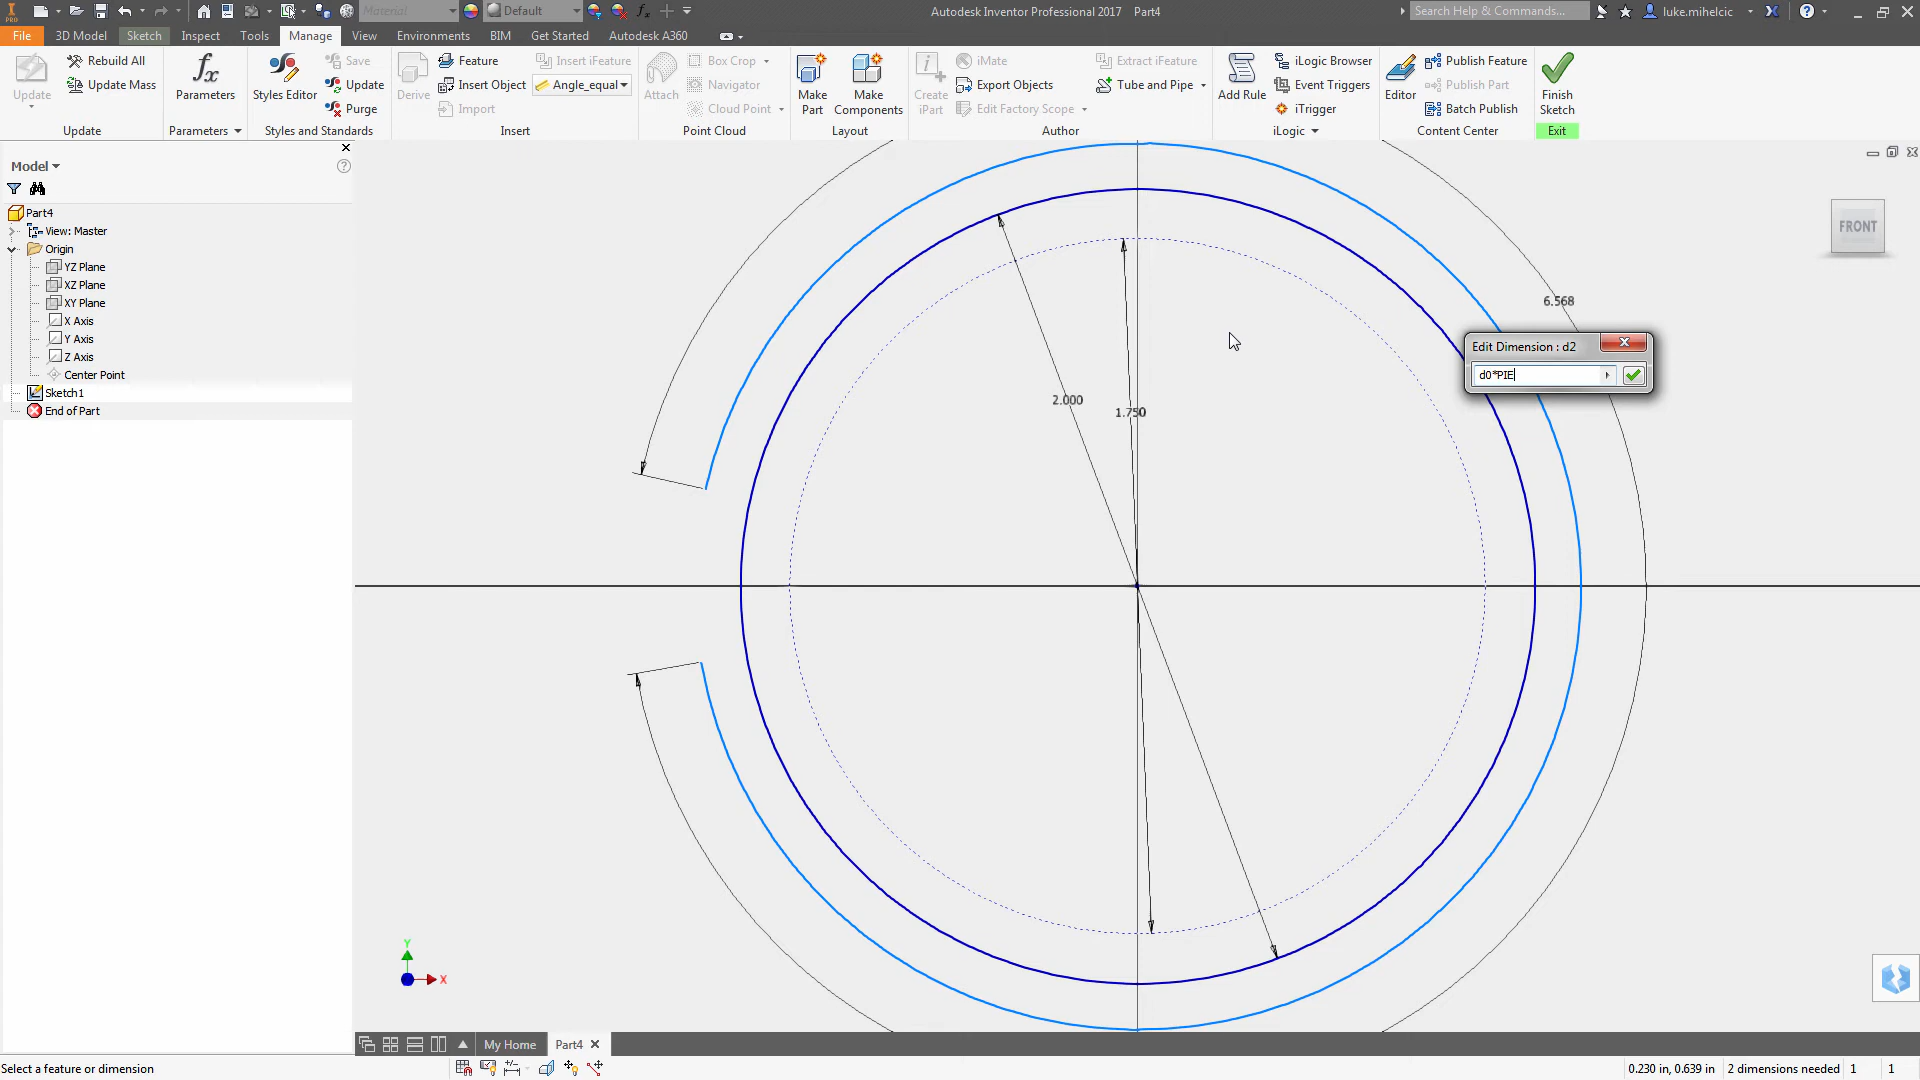 PRO
Material
Default
fx
Autodesk Inventor Professional 2017 Part4
Search Help & Commands...
luke.mihelcic
File 3D Model Sketch Inspect Tools Manage View Environments BIM Get Started Autodesk A360
Update
Rebuild All
Update Mass
Update
fx
Parameters
Parameters
Styles Editor
Save
Update
Purge
Styles and Standards
Derive
Feature
Insert Object
Import
Insert iFeature
Angle_equal
Insert
Attach
Box Crop
Navigator
Cloud Point
Point Cloud
Make
Part
Make
Components
Layout
Create
iPart
iMate
Export Objects
Edit Factory Scope
Extract iFeature
Tube and Pipe
Author
Add Rule
iLogic Browser
Event Triggers
iTrigger
iLogic
Editor
Publish Feature
Publish Part
Batch Publish
Content Center
Finish
Sketch
Exit
Model
Part4
View: Master
Origin
YZ Plane
XZ Plane
XY Plane
X Axis
Y Axis
Z Axis
Center Point
Sketch1
End of Part
FRONT
6.568
Edit Dimension : d2
d0*PIE
2.000
1.750
Y
X
My Home
Part4
Select a feature or dimension
0.230 in, 0.639 in 2 dimensions needed 1 1